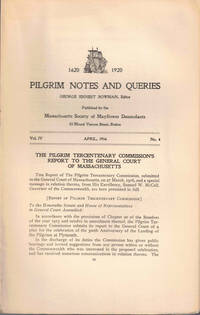 1620 1920
PILGRIM NOTES AND QUERIES
GEORGE ERNEST BOWMAN, Editor
Published by the
Massachusetts Society of Mayflower Descendants
53 Mount Vernon Street, Boston
Vol. IV APRIL, 1916 No. 4
THE PILGRIM TERCENTENARY COMMISSION'S
REPORT TO THE GENERAL COURT
OF MASSACHUSETTS
THE Report of The Pilgrim Tercentenary Commission, submitted
to the General Court of Massachusetts on 27 March, 1916, and a special
message in relation thereto, from His Excellency, Samuel W. McCall,
Governor of the Commonwealth, are here presented in full:
[REPORT OF PILGRIM TERCENTENARY COMMISSION]
To the Honorable Senate and House of Representatives
in General Court Assembled:
In accordance with the provision of Chapter of the Resolves
of the year 1915 and resolve in amendment thereof, the Pilgrim Ter-
centenary Commission submits its report to the General Court of a
plan for the celebration of the 300th Anniversary of the Landing of
the Pilgrims at Plymouth.
In the discharge of its duties the Commission has given public
hearings and invited suggestions from any person within or without
the Commonwealth who was interested in the proposed celebration,
and has received numerous communications in relation thereto. The